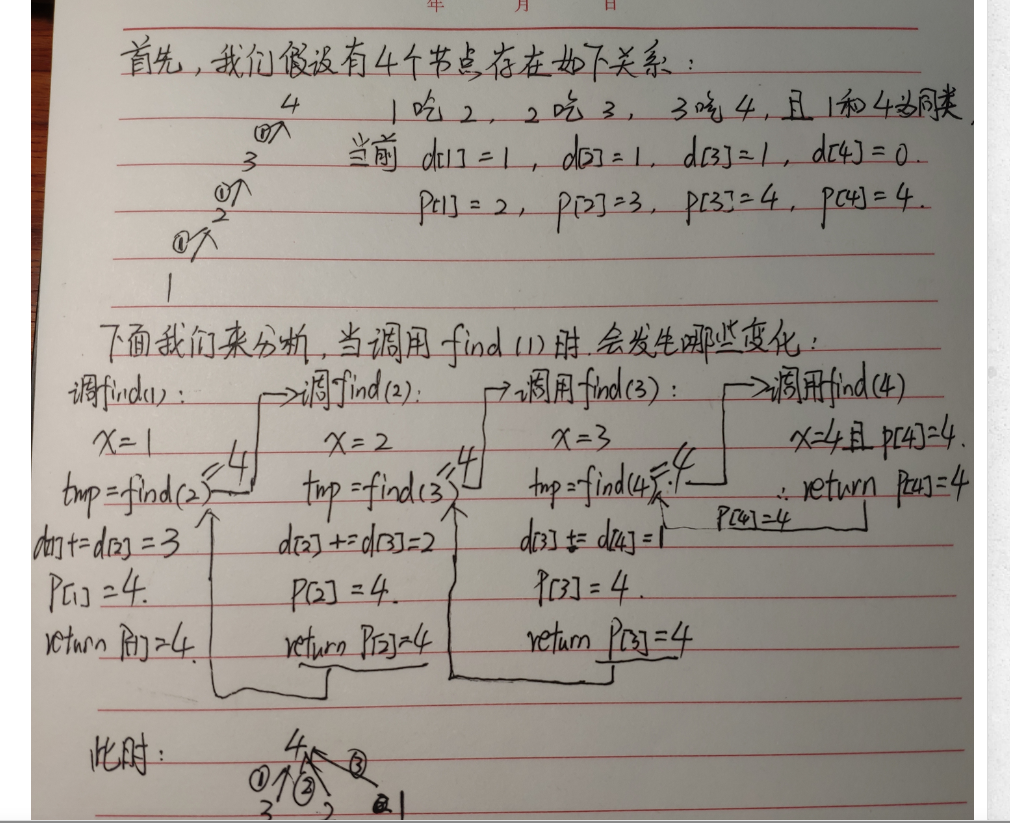 年 月 日
首先，我们假设有4个节点存在如下关系：
4 1吃2，2吃3，3吃4，且1和4为同类，
① 3 当前 d[1]=1，d[2]=1，d[3]=1，d[4]=0.
① 2 p[1]=2，p[2]=3，p[3]=4，p[4]=4.
①
1
下面我们来分析，当调用find(1)时，会发生哪些变化：
调find(1)： 调find(2)： 调用find(3)： 调用find(4)
x=1 x=2 x=3 x=4且p[4]=4.
=4 =4 =4
tmp=find(2) tmp=find(3) tmp=find(4) ∴return p[4]=4
p[4]=4
d[1]+=d[2]=3 d[2]+=d[3]=2 d[3]+=d[4]=1
p[1]=4. p[2]=4. p[3]=4.
return p[1]=4. return p[2]=4 return p[3]=4
此时： 4
① ② ③
3 2 1